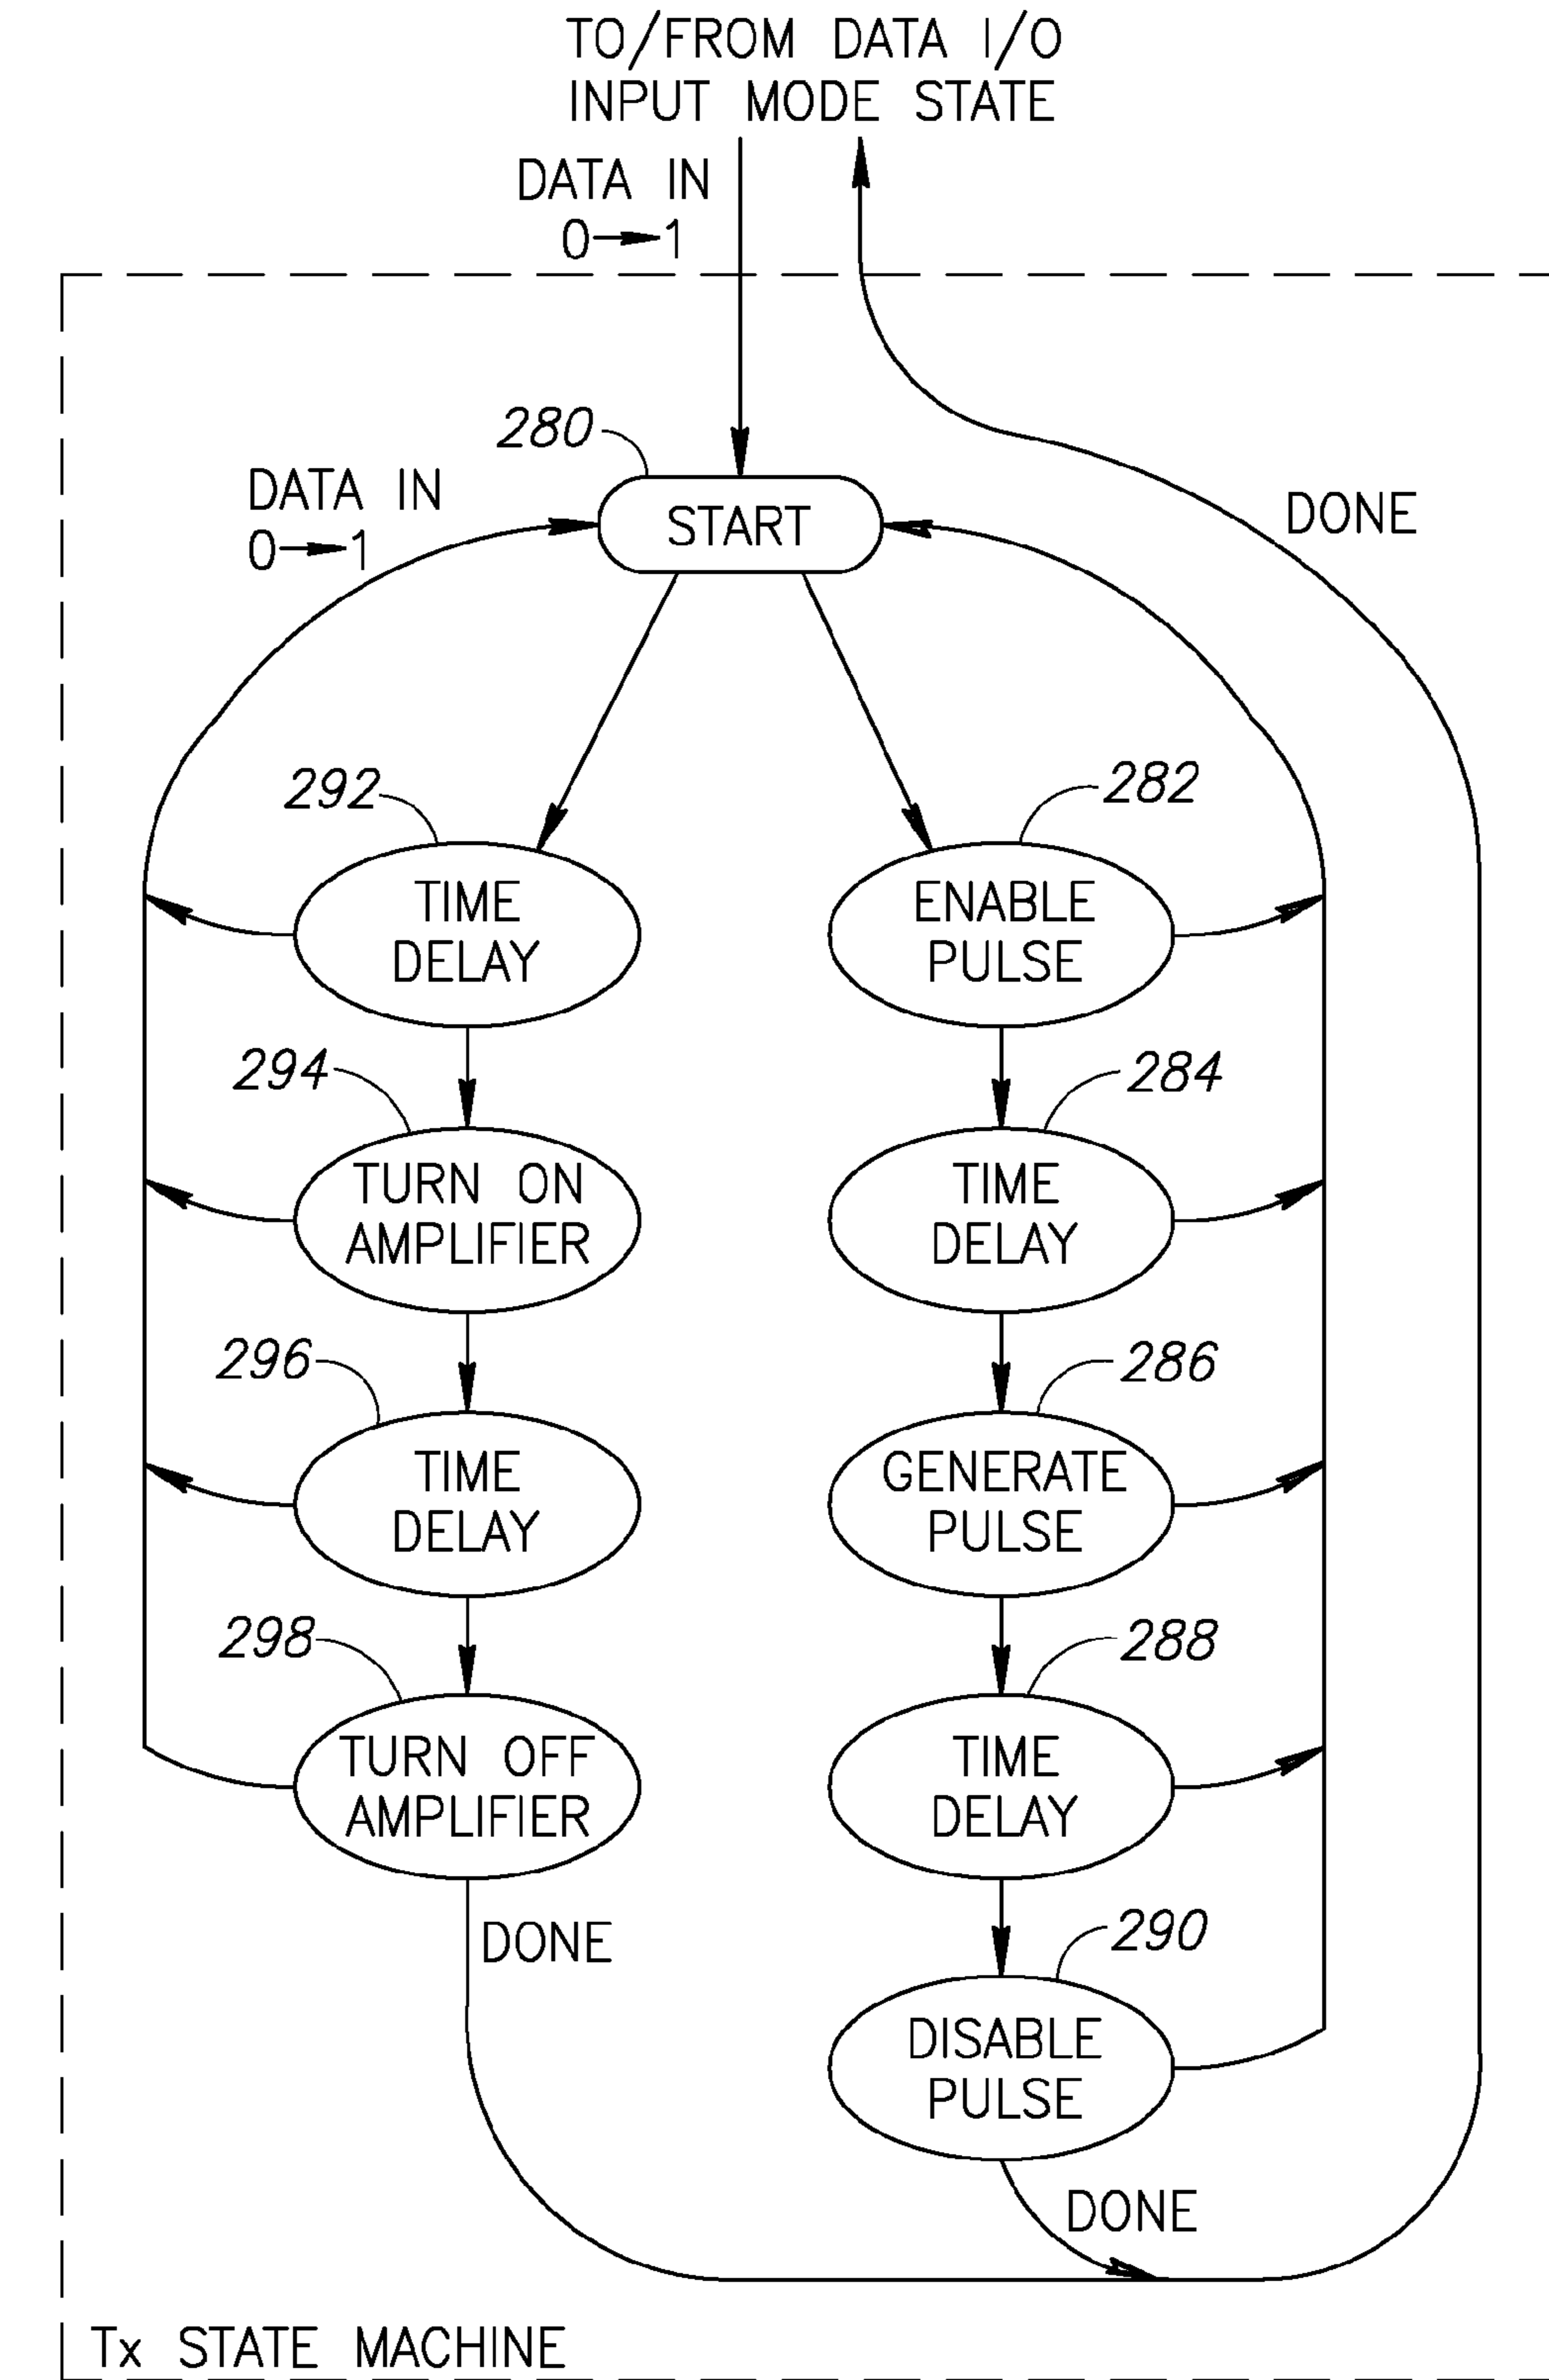 TO/FROM DATA I/O
INPUT MODE STATE
DATA IN
0→1
280
DATA IN
0→1
START
DONE
292
282
TIME
DELAY
ENABLE
PULSE
294
284
TURN ON
AMPLIFIER
TIME
DELAY
296
286
TIME
DELAY
GENERATE
PULSE
298
288
TURN OFF
AMPLIFIER
TIME
DELAY
DONE
290
DISABLE
PULSE
DONE
Tx STATE MACHINE